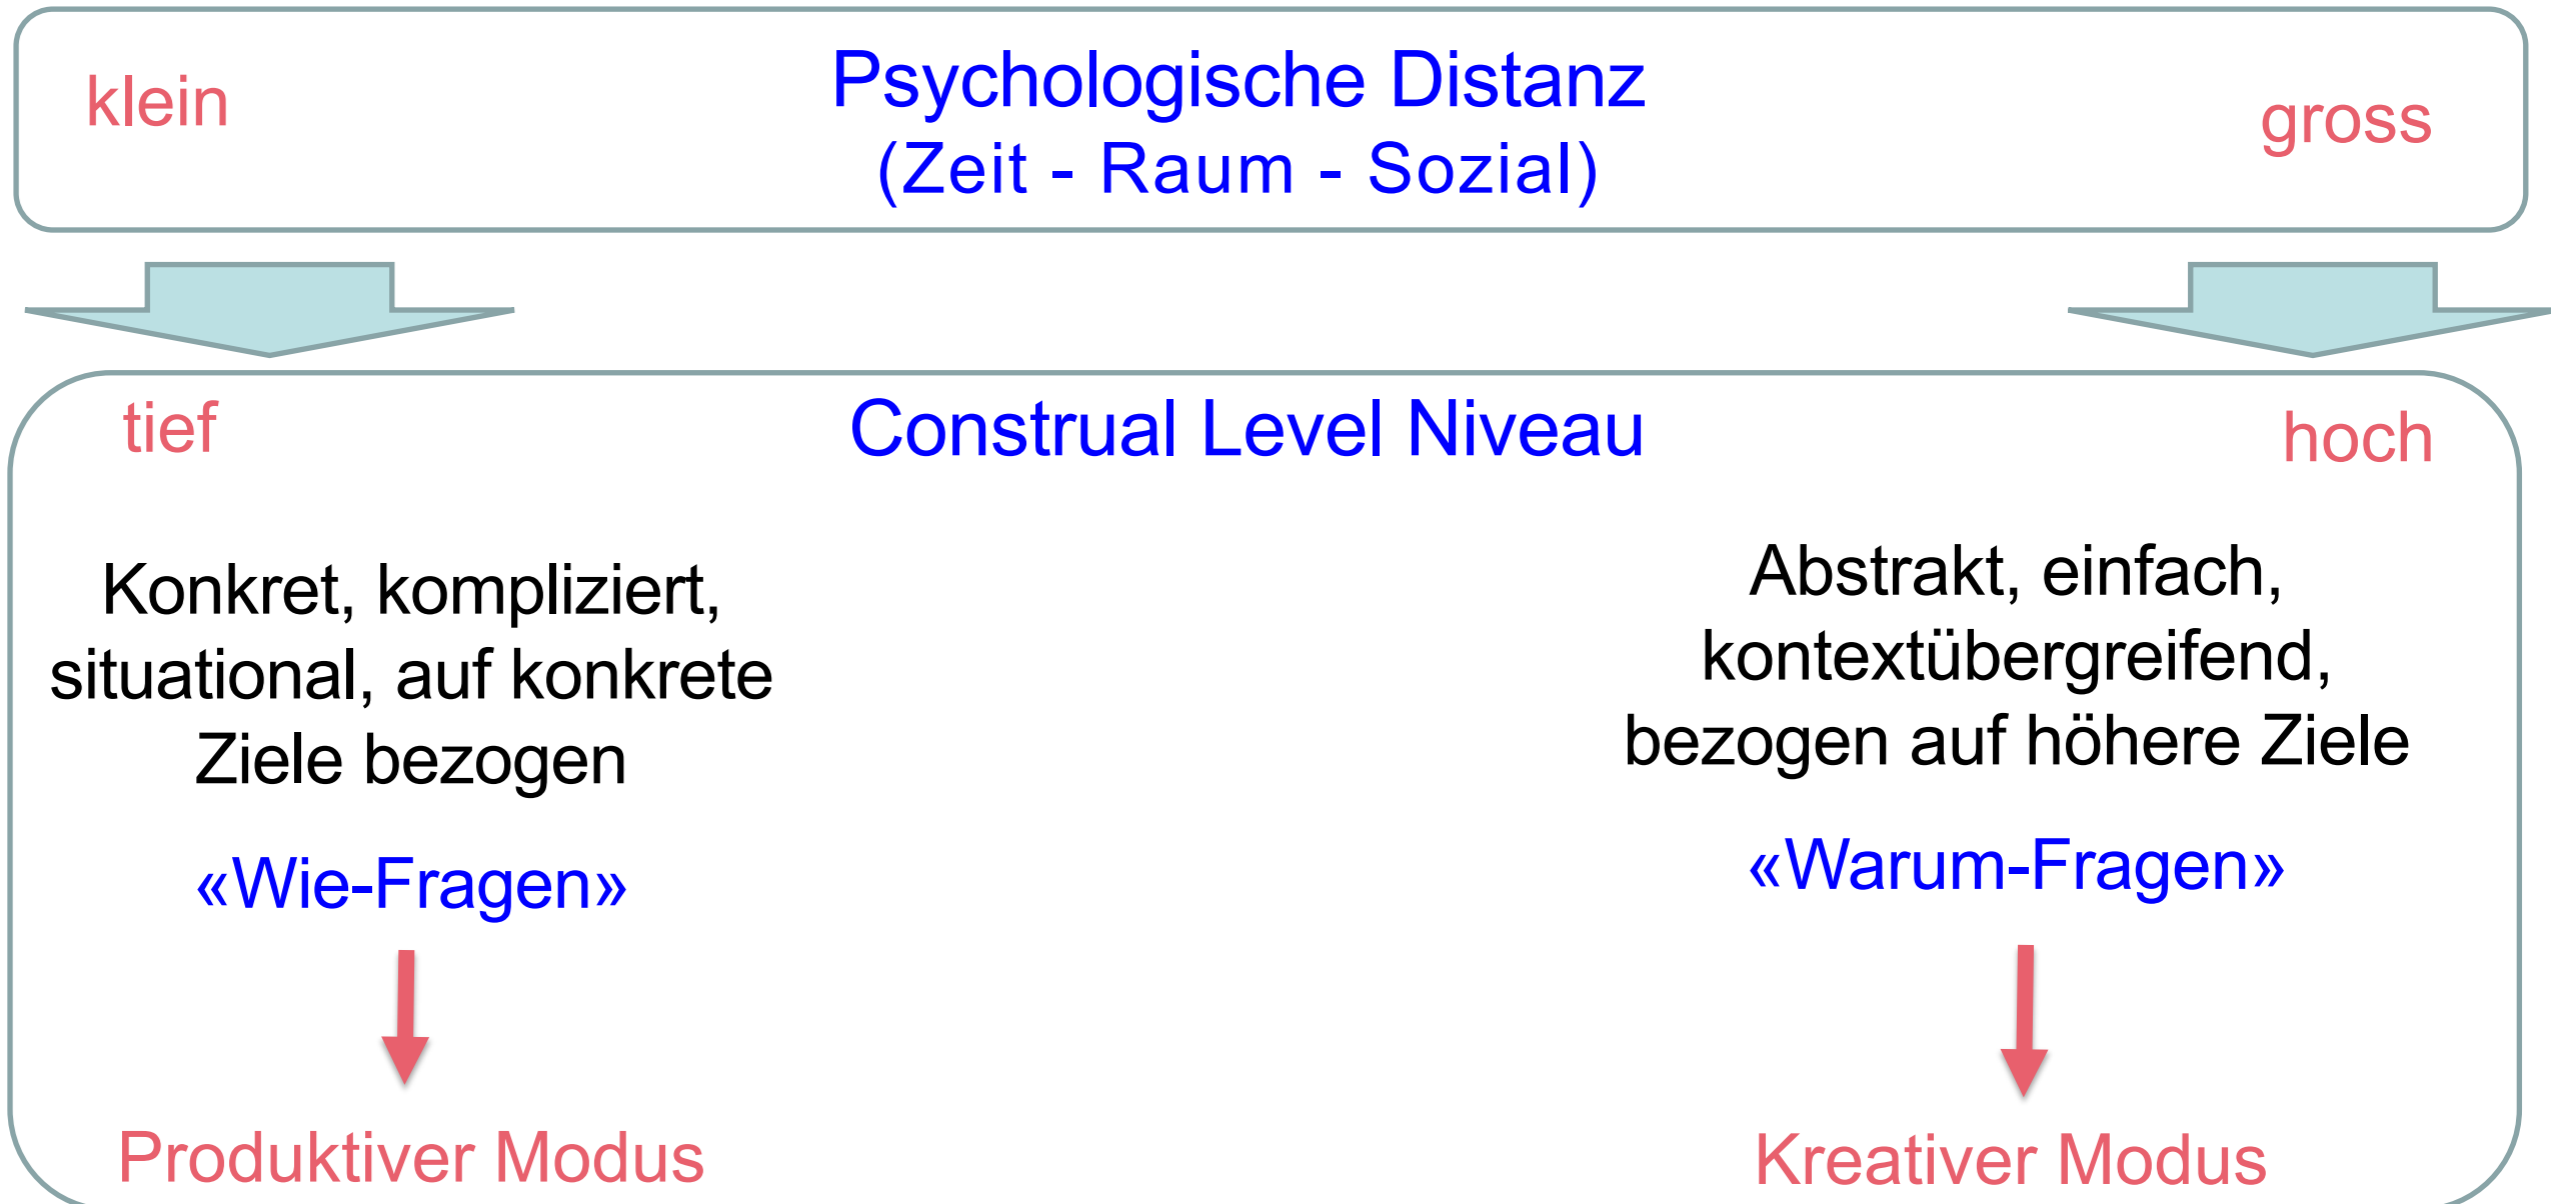 klein
Psychologische Distanz
(Zeit - Raum - Sozial)
gross
tief
Construal Level Niveau
hoch
Konkret, kompliziert,
situational, auf konkrete
Ziele bezogen
«Wie-Fragen»
Produktiver Modus
Abstrakt, einfach,
kontextübergreifend,
bezogen auf höhere Ziele
«Warum-Fragen»
Kreativer Modus